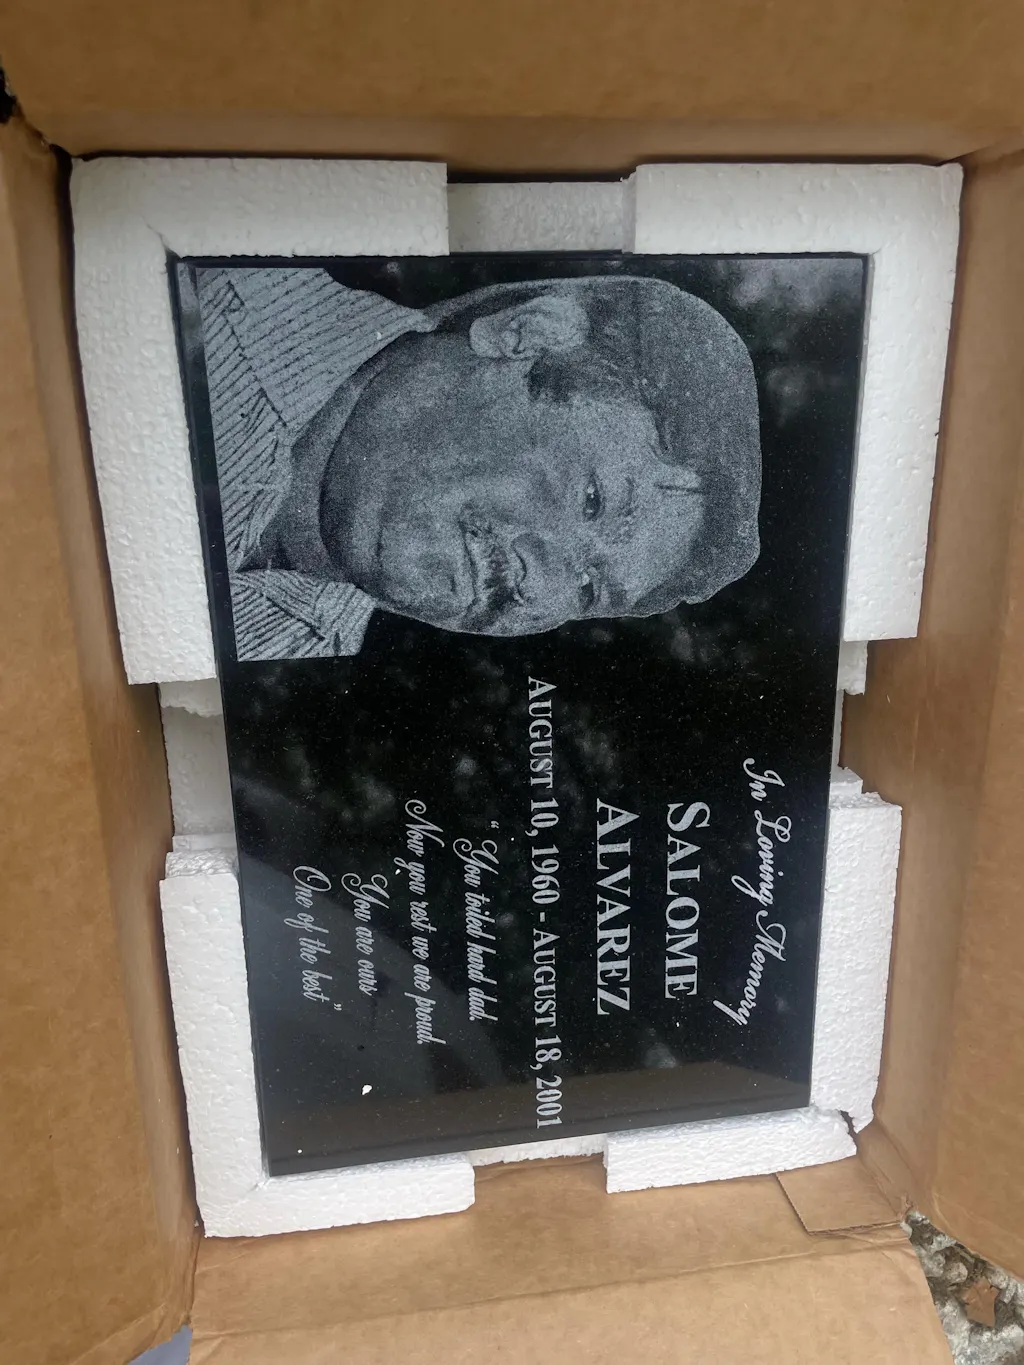 In Loving Memory
SALOME
ALVAREZ
AUGUST 10, 1960 - AUGUST 18, 2001
"You toiled hard dad.
Now you rest we are proud.
You are ours
One of the best"